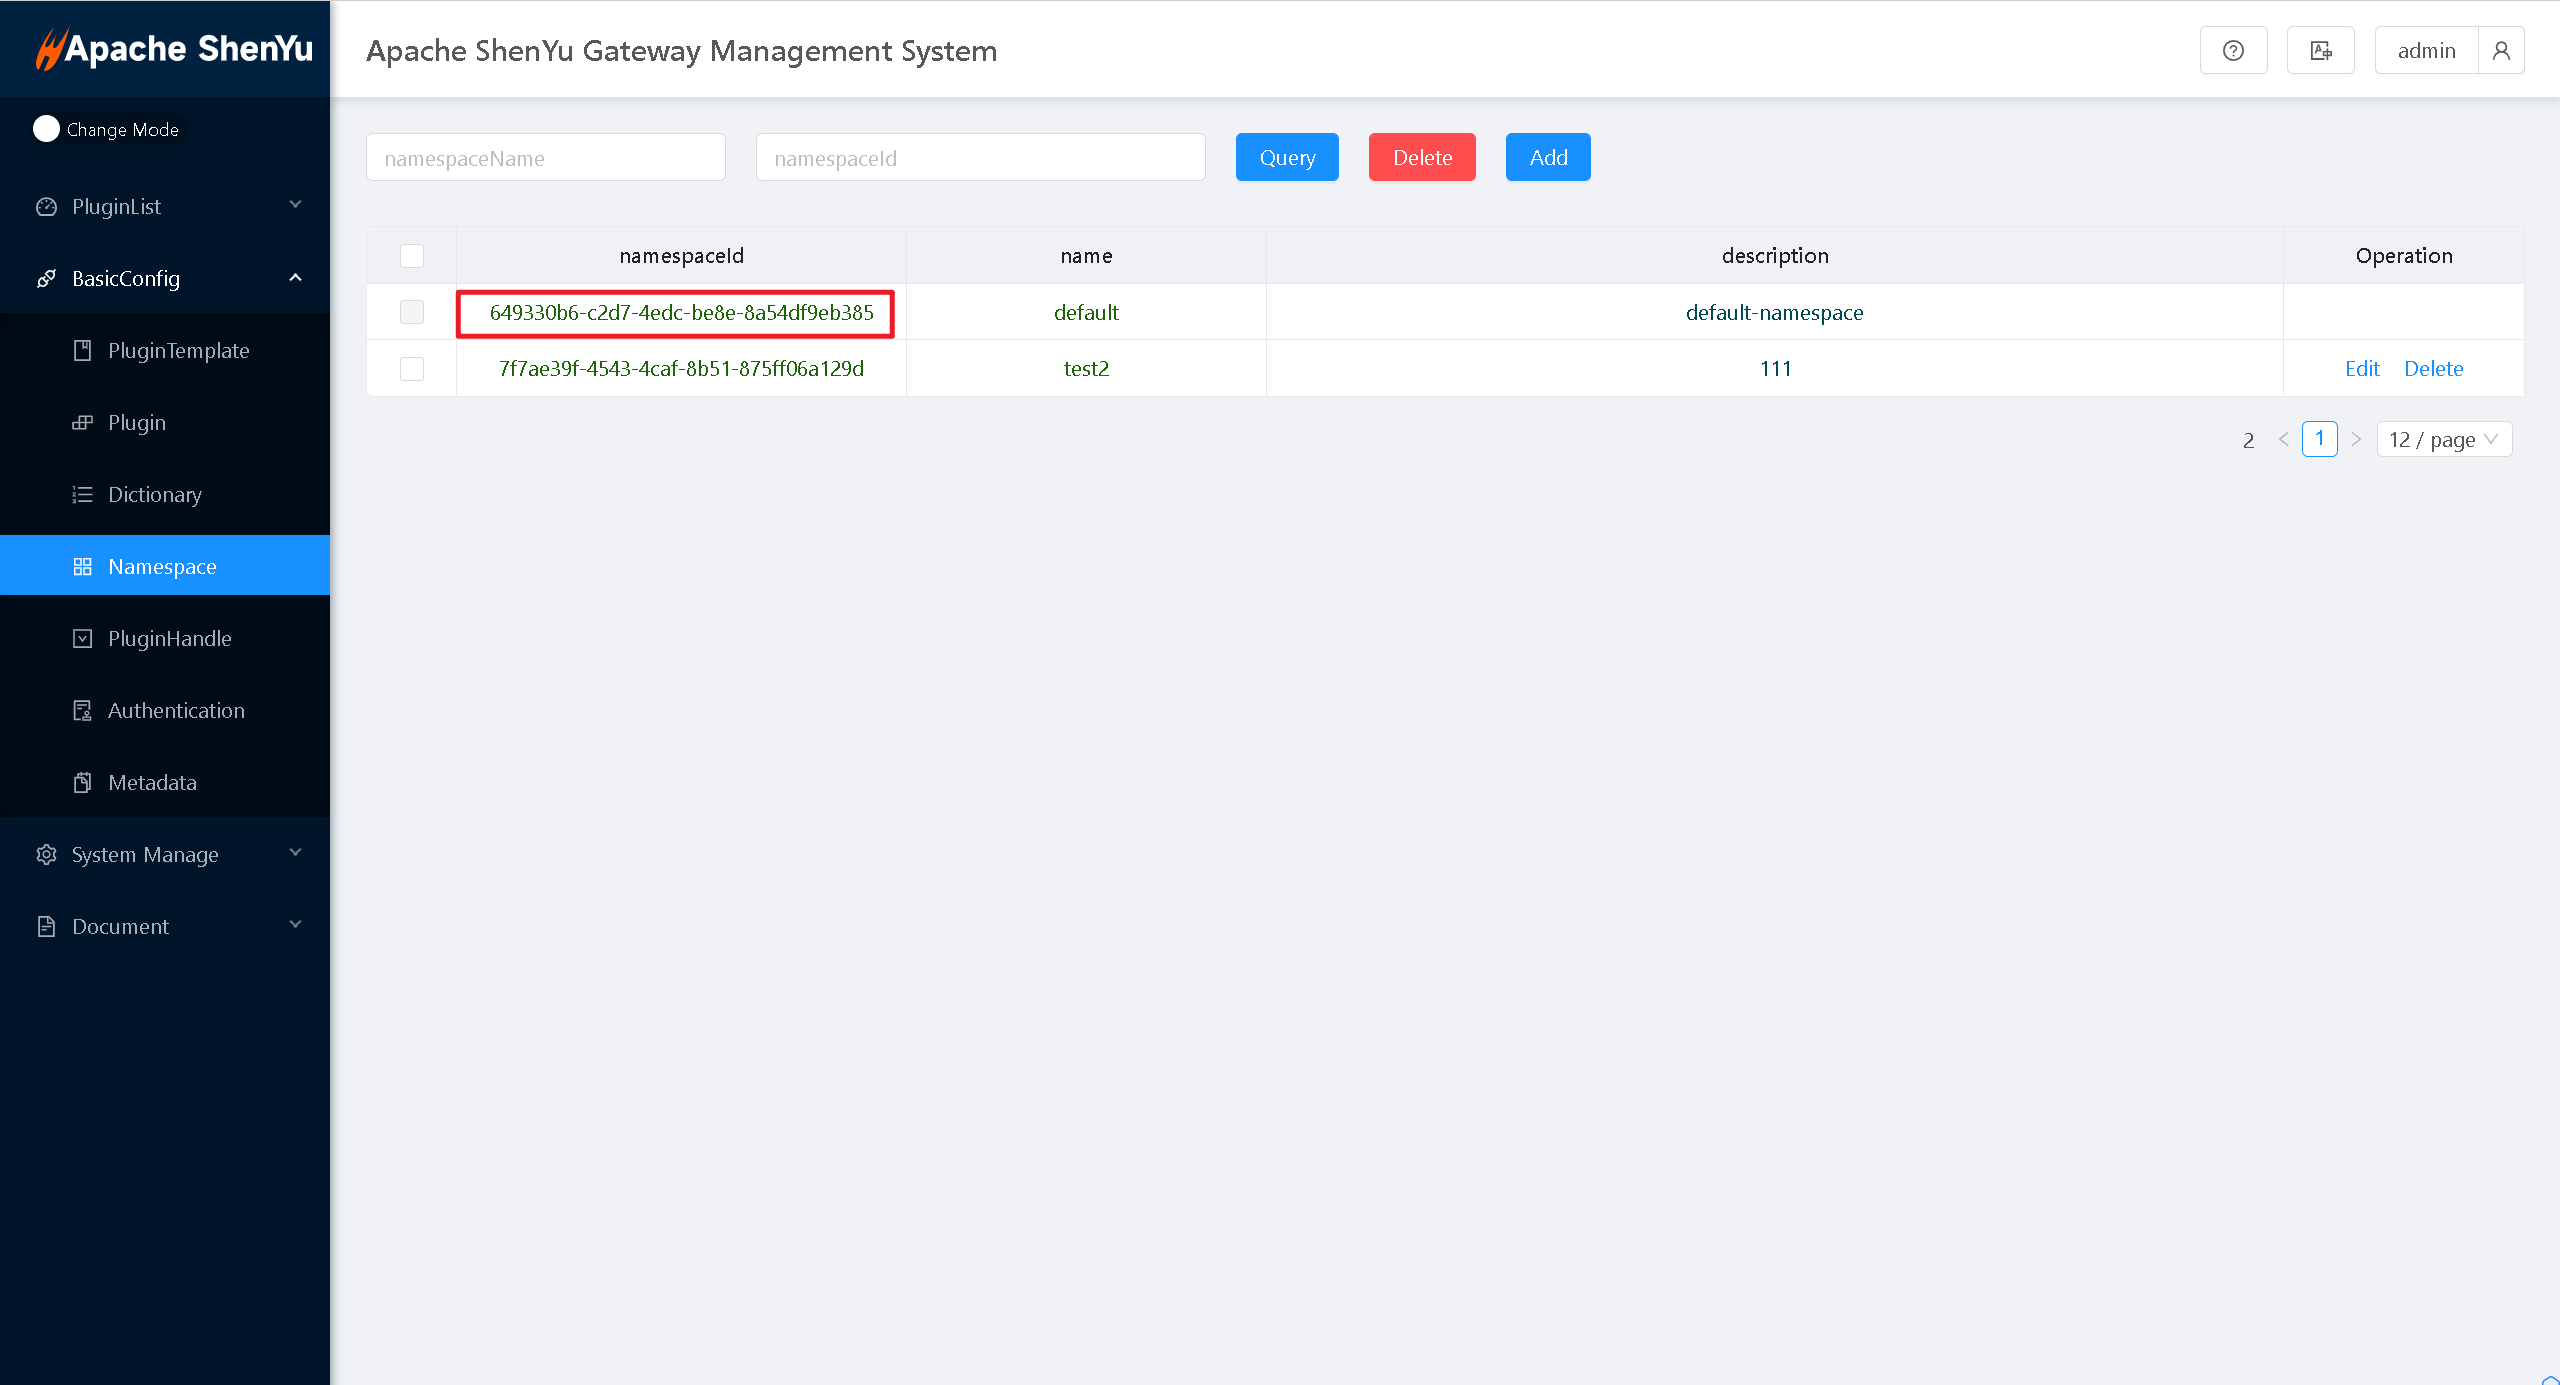 Apache ShenYu
Apache ShenYu Gateway Management System
admin
Change Mode
PluginList
BasicConfig
PluginTemplate
Plugin
Dictionary
Namespace
PluginHandle
Authentication
Metadata
System Manage
Document
namespaceName
namespaceId
Query
Delete
Add
namespaceId name description Operation
649330b6-c2d7-4edc-be8e-8a54df9eb385 default default-namespace
7f7ae39f-4543-4caf-8b51-875ff06a129d test2 111 Edit Delete
2 < 1 > 12 / page